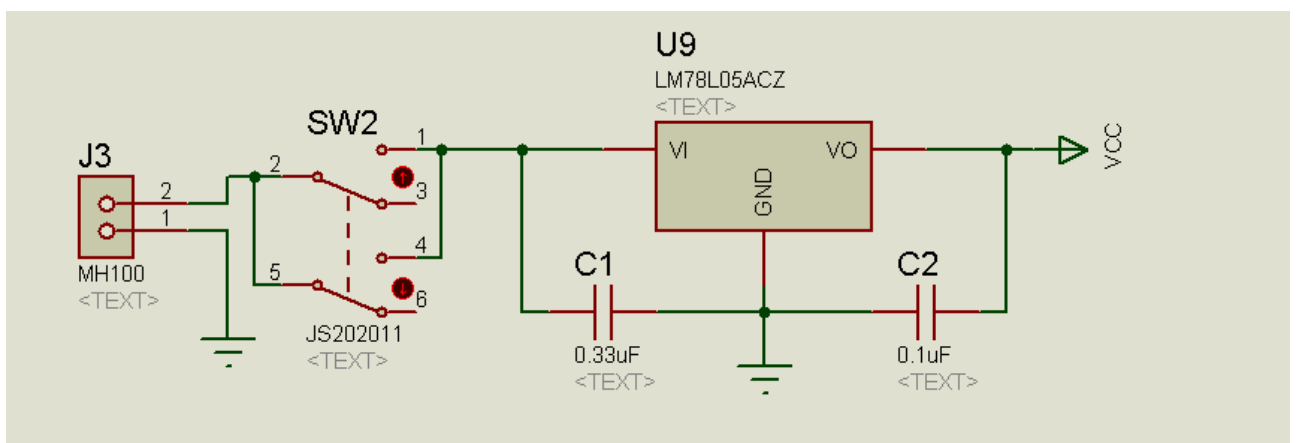 U9
LM78L05ACZ
<TEXT>
SW2
1
VI
VO
VCC
J3
2
2
3
1
GND
4
C1
C2
MH100
<TEXT>
5
6
JS202011
<TEXT>
0.33uF
<TEXT>
0.1uF
<TEXT>